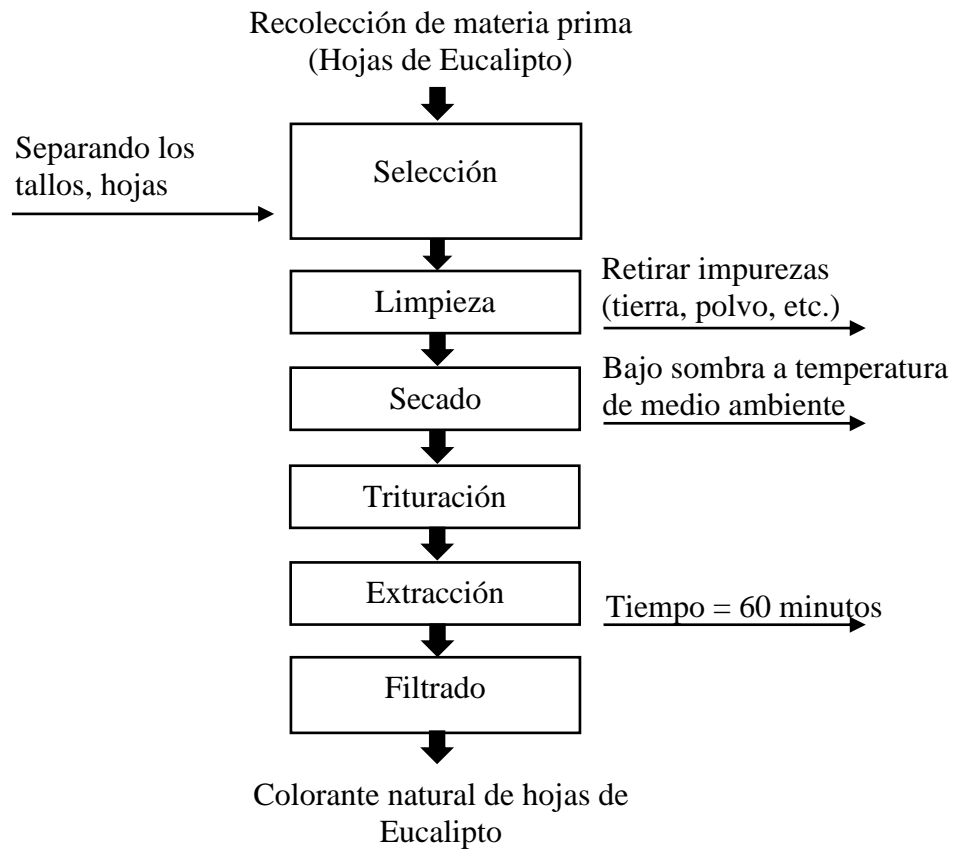 Recolección de materia prima
(Hojas de Eucalipto)
Separando los
tallos, hojas
Selección
Limpieza
Retirar impurezas
(tierra, polvo, etc.)
Secado
Bajo sombra a temperatura
de medio ambiente
Trituración
Extracción
Tiempo = 60 minutos
Filtrado
Colorante natural de hojas de
Eucalipto